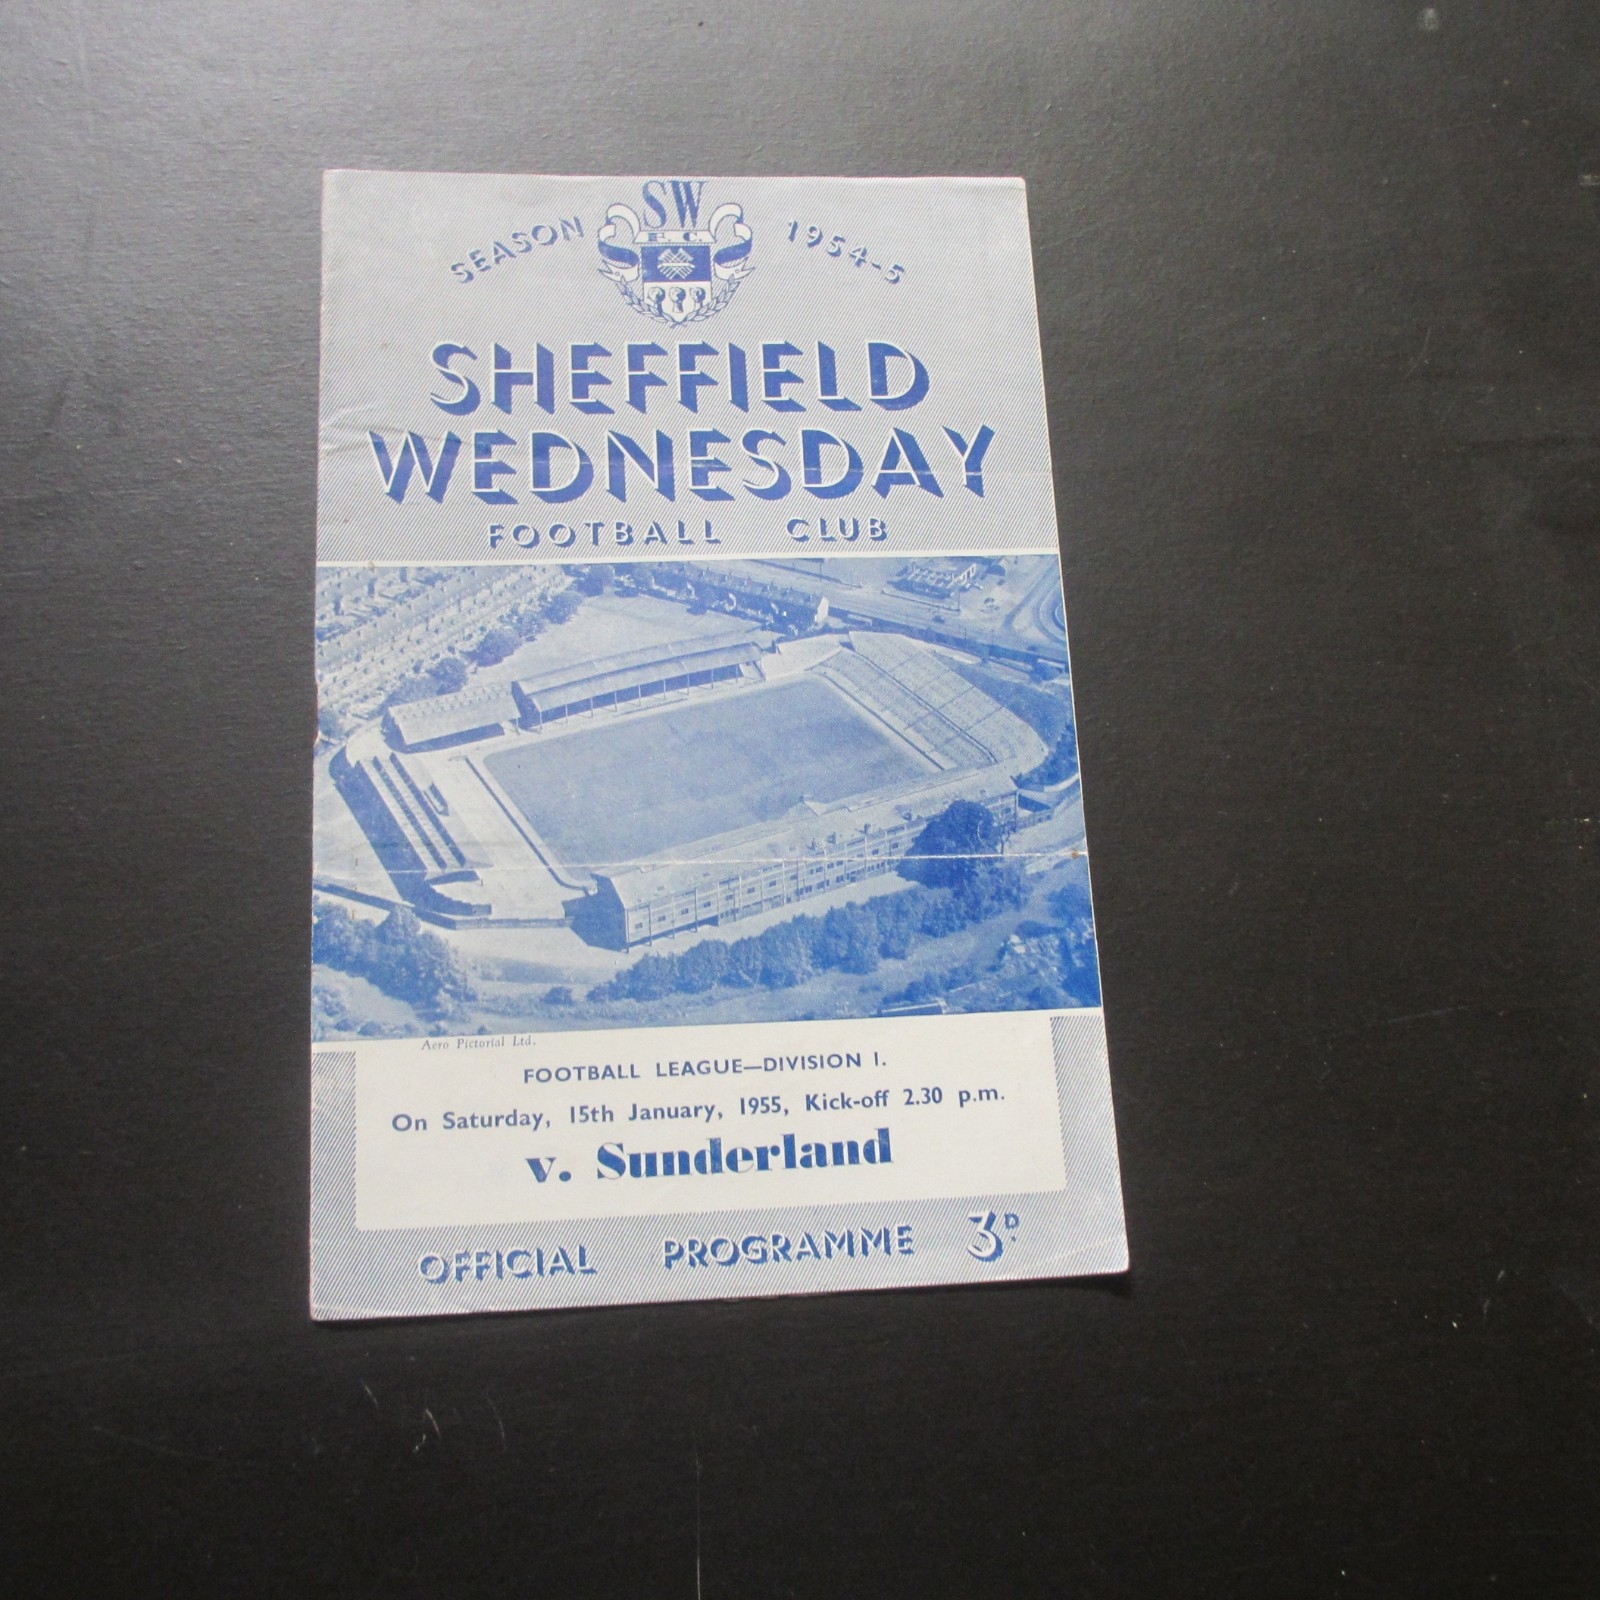 SW
F. C.
SEASON 1954-5
SHEFFIELD
WEDNESDAY
FOOTBALL CLUB
Aero Pictorial Ltd.
FOOTBALL LEAGUE—DIVISION I.
On Saturday, 15th January, 1955, Kick-off 2.30 p.m.
v. Sunderland
OFFICIAL PROGRAMME 3D.